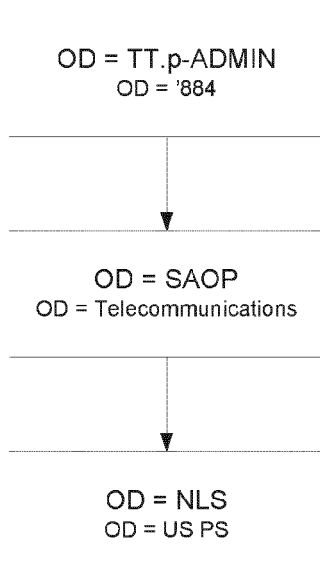 OD = TT.p-ADMIN
OD = '884
OD = SAOP
OD = Telecommunications
OD = NLS
OD = US PS